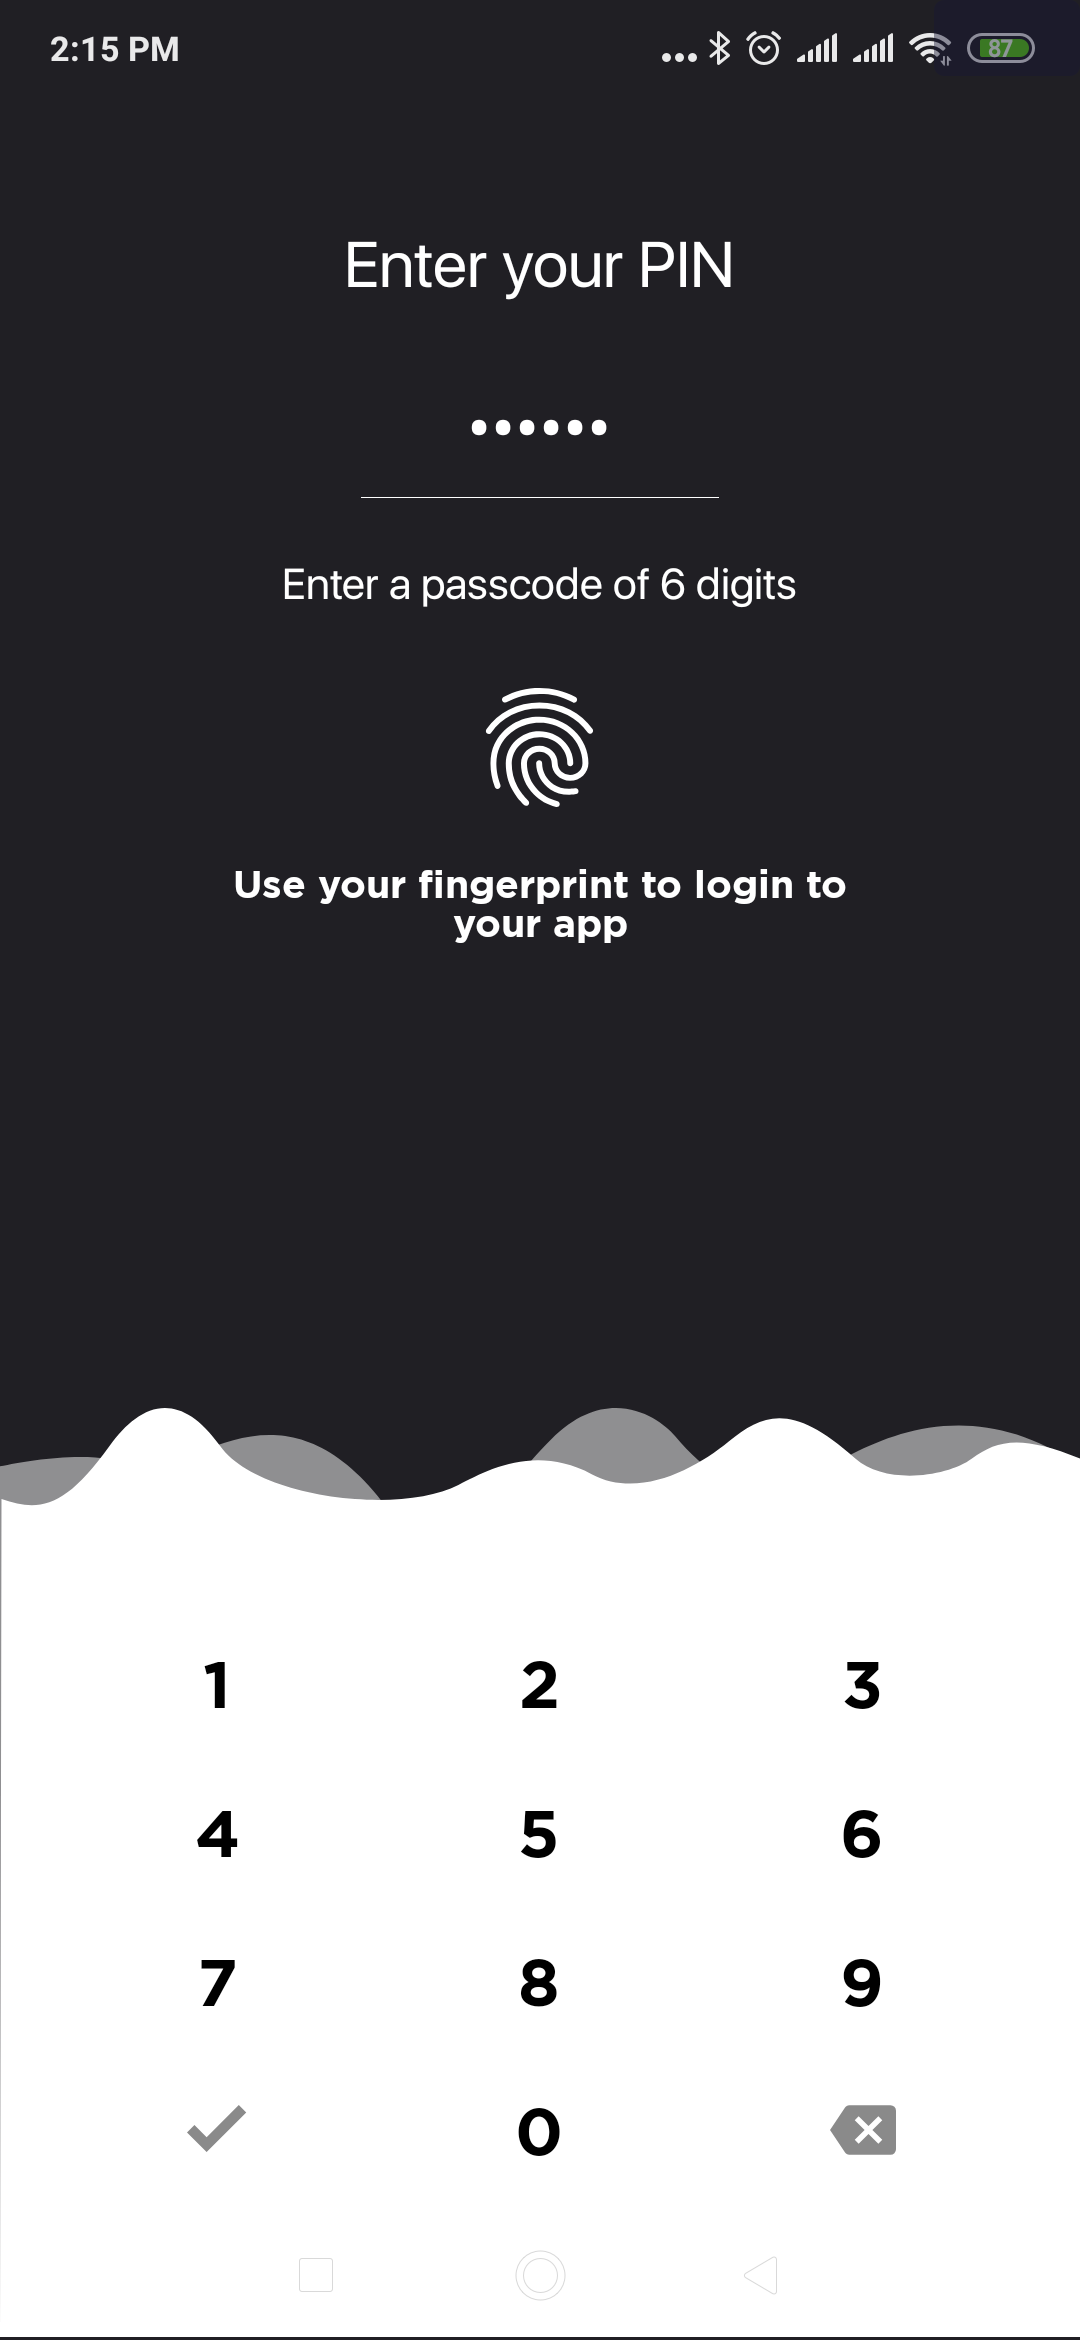 2:15 PM
87
Enter your PIN
••••••
Enter a passcode of 6 digits
Use your fingerprint to login to
your app
1 2 3
4 5 6
7 8 9
0